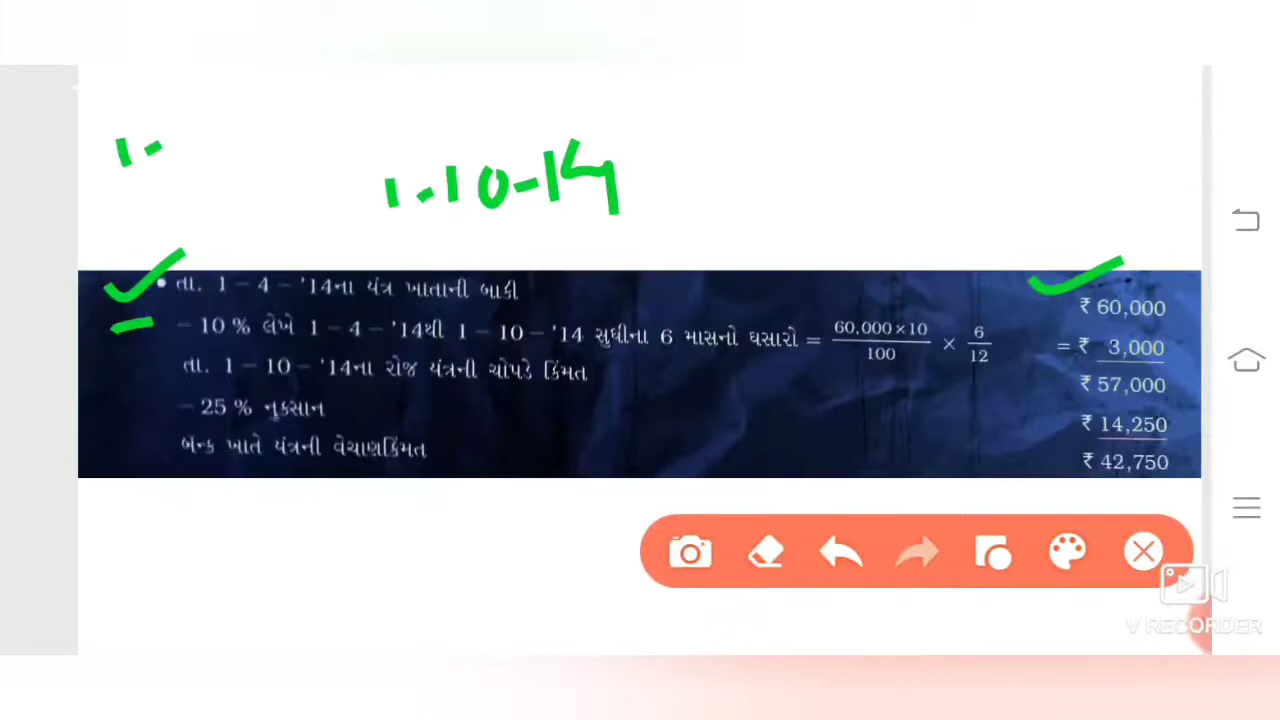 1-
1-10-14
• તા. 1 – 4 – '14ના યંત્ર ખાતાની બાકી ₹ 60,000
– 10 % લેખે 1 – 4 – '14થી 1 – 10 – '14 સુધીના 6 માસનો ઘસારો = 60,000×10/100 × 6/12 = ₹ 3,000
તા. 1 – 10 – '14ના રોજ યંત્રની ચોપડે કિંમત ₹ 57,000
– 25 % નુકસાન ₹ 14,250
બૅન્ક ખાતે યંત્રની વેચાણકિંમત ₹ 42,750
V RECORDER